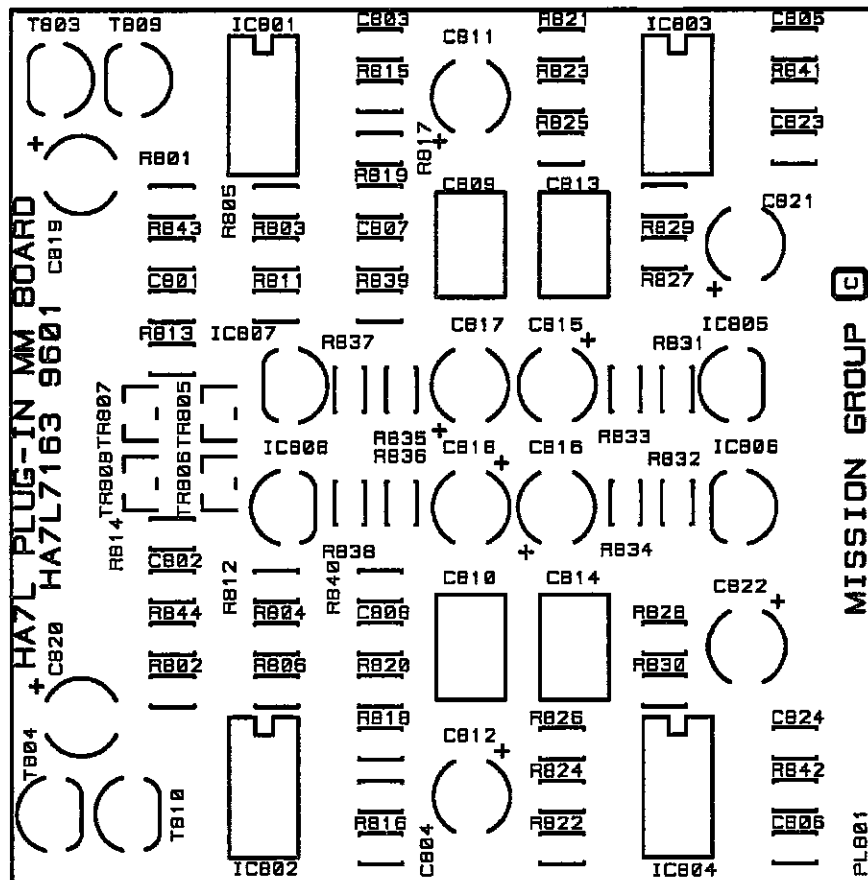 T803 T809 IC801 C803 C811 R821 IC803 C805
R815 R823 R841
R817 R825 C823
R801 R819
R805 C809 C813 C821
C819 R843 R803 C807 R829
C801 R811 R839 R827
R813 IC807 R837 C817 C815 R831 IC805
TR807 TR805
R835 R833
IC808 R836 C818 C816 R832 IC806
TR808 TR806
R814 R838 R834
C802 R812 R840 C810 C814 C822
R844 R804 C808 R828
C820 R802 R806 R820 R830
R818 C812 R826 C824
T804 R824 R842
T810 R816 C804 R822 C806
IC802 IC804 PL801
HA7L PLUG-IN MM BOARD
HA7L7163 9601
MISSION GROUP C